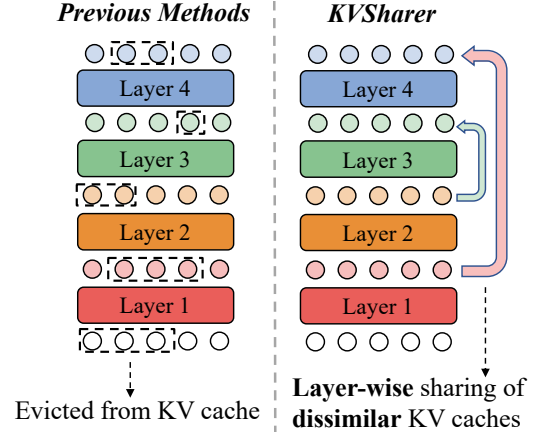 Previous Methods
Layer 4
Layer 3
Layer 2
Layer 1
Evicted from KV cache
KVSharer
Layer 4
Layer 3
Layer 2
Layer 1
Layer-wise sharing of
dissimilar KV caches